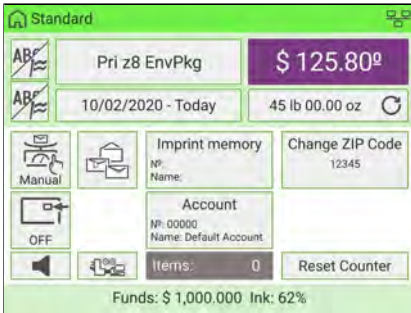 Standard
ABC
Pri z8 EnvPkg
$ 125.80º
ABC
10/02/2020 - Today
45 lb 00.00 oz
Manual
Imprint memory
Nº:
Name:
Change ZIP Code
12345
OFF
Account
Nº: 00000
Name: Default Account
Items: 0
Reset Counter
Funds: $ 1,000.000 Ink: 62%